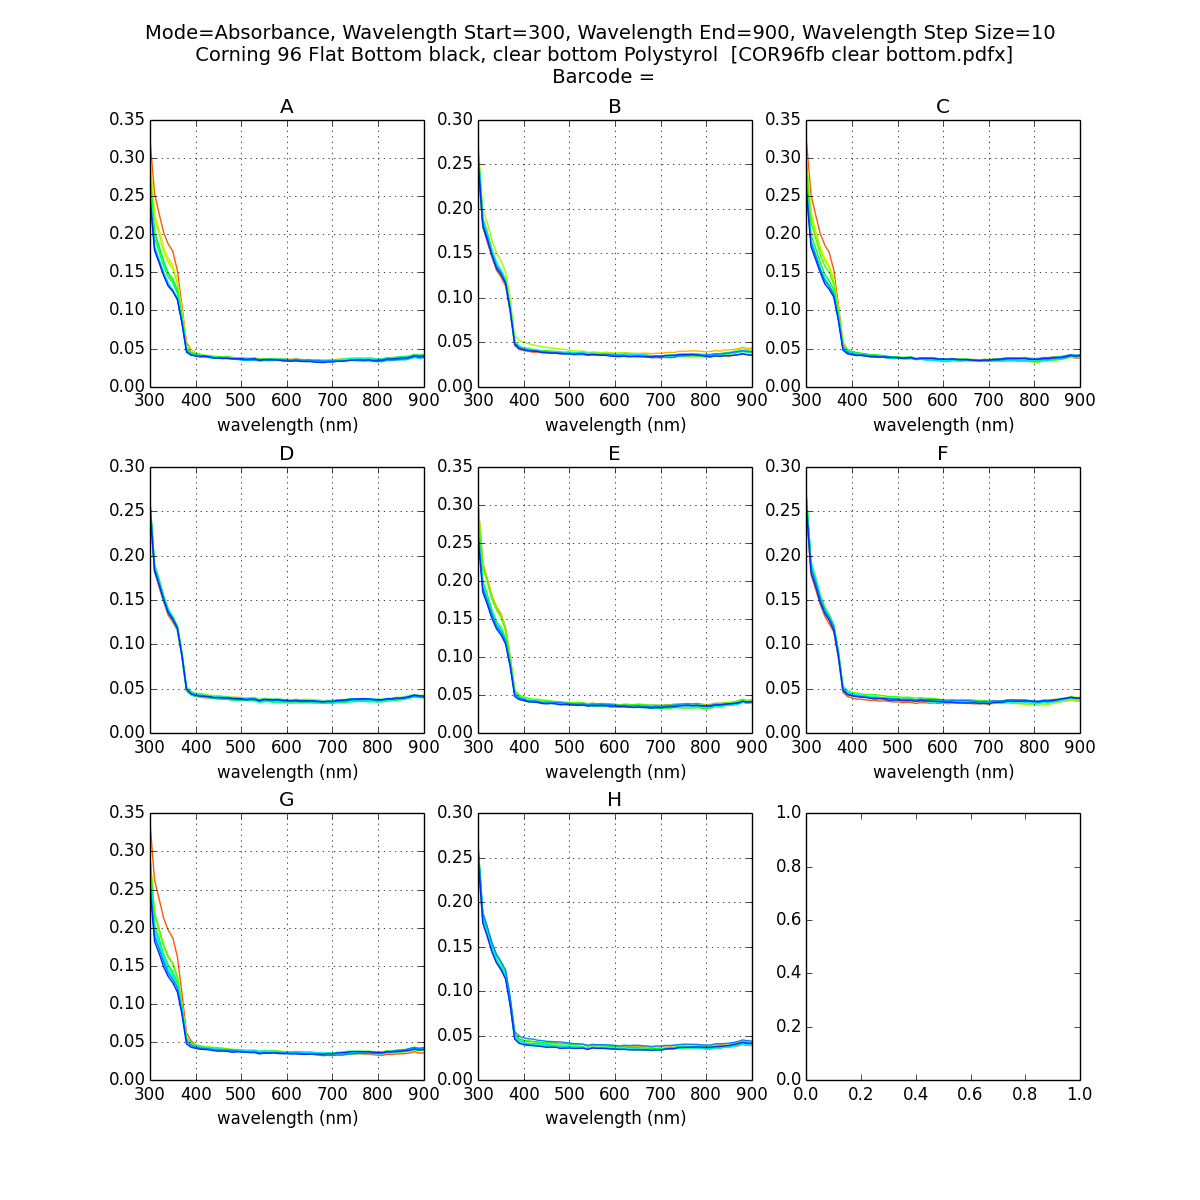 Mode=Absorbance, Wavelength Start=300, Wavelength End=900, Wavelength Step Size=10
Corning 96 Flat Bottom black, clear bottom Polystyrol [COR96fb clear bottom.pdfx]
Barcode =
A
0.35
0.30
0.25
0.20
0.15
0.10
0.05
0.00
300 400 500 600 700 800 900
wavelength (nm)
B
0.30
0.25
0.20
0.15
0.10
0.05
0.00
300 400 500 600 700 800 900
wavelength (nm)
C
0.35
0.30
0.25
0.20
0.15
0.10
0.05
0.00
300 400 500 600 700 800 900
wavelength (nm)
D
0.30
0.25
0.20
0.15
0.10
0.05
0.00
300 400 500 600 700 800 900
wavelength (nm)
E
0.35
0.30
0.25
0.20
0.15
0.10
0.05
0.00
300 400 500 600 700 800 900
wavelength (nm)
F
0.30
0.25
0.20
0.15
0.10
0.05
0.00
300 400 500 600 700 800 900
wavelength (nm)
G
0.35
0.30
0.25
0.20
0.15
0.10
0.05
0.00
300 400 500 600 700 800 900
wavelength (nm)
H
0.30
0.25
0.20
0.15
0.10
0.05
0.00
300 400 500 600 700 800 900
wavelength (nm)
1.0
0.8
0.6
0.4
0.2
0.0
0.0 0.2 0.4 0.6 0.8 1.0